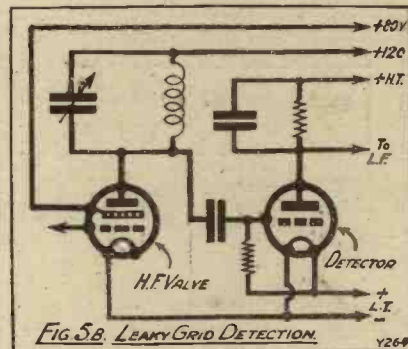 +80V
+120
+H.T.
To
L.F.
H.F. VALVE
DETECTOR
+
L.T.
-
FIG. 5B. LEAKY GRID DETECTION.
Y264